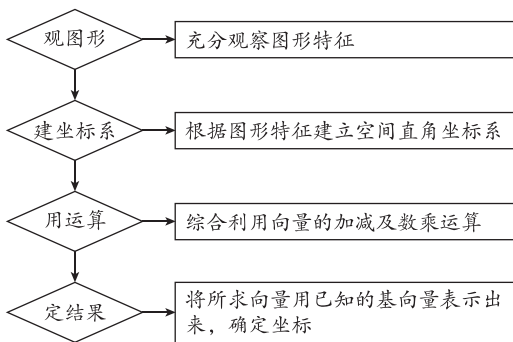 观图形
充分观察图形特征
建坐标系
根据图形特征建立空间直角坐标系
用运算
综合利用向量的加减及数乘运算
定结果
将所求向量用已知的基向量表示出
来，确定坐标